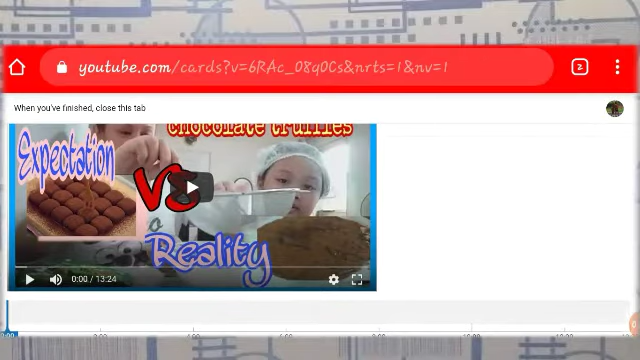 youtube.com/cards?v=6RAc_08q0Cs&nrts=1&nv=1
2
When you've finished, close this tab
chocolate truffles
Expectation
VS
Reality
0:00 / 13:24